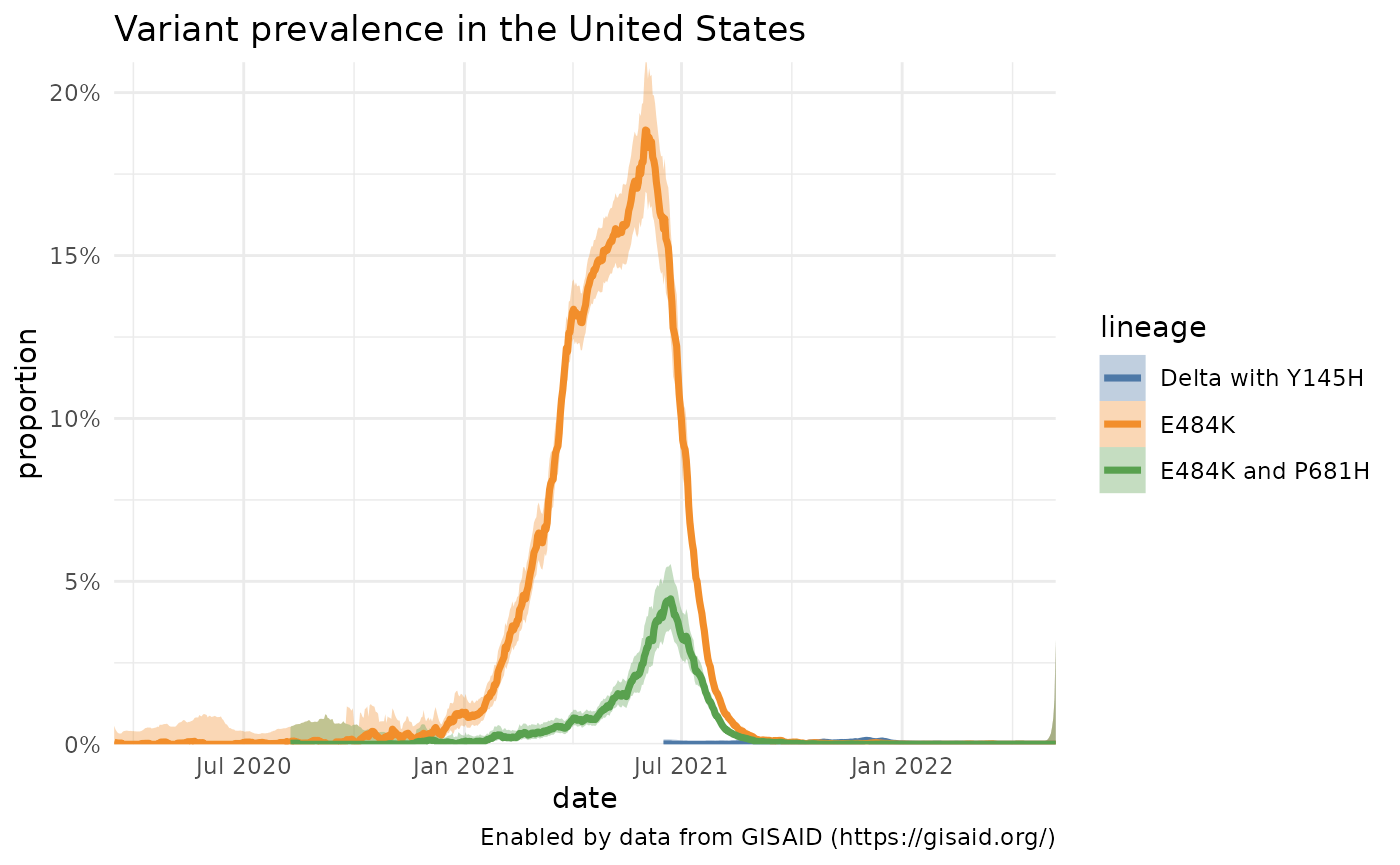 Variant prevalence in the United States
20%
15%
10%
5%
0%
proportion
Jul 2020
Jan 2021
Jul 2021
Jan 2022
date
lineage
Delta with Y145H
E484K
E484K and P681H
Enabled by data from GISAID (https://gisaid.org/)